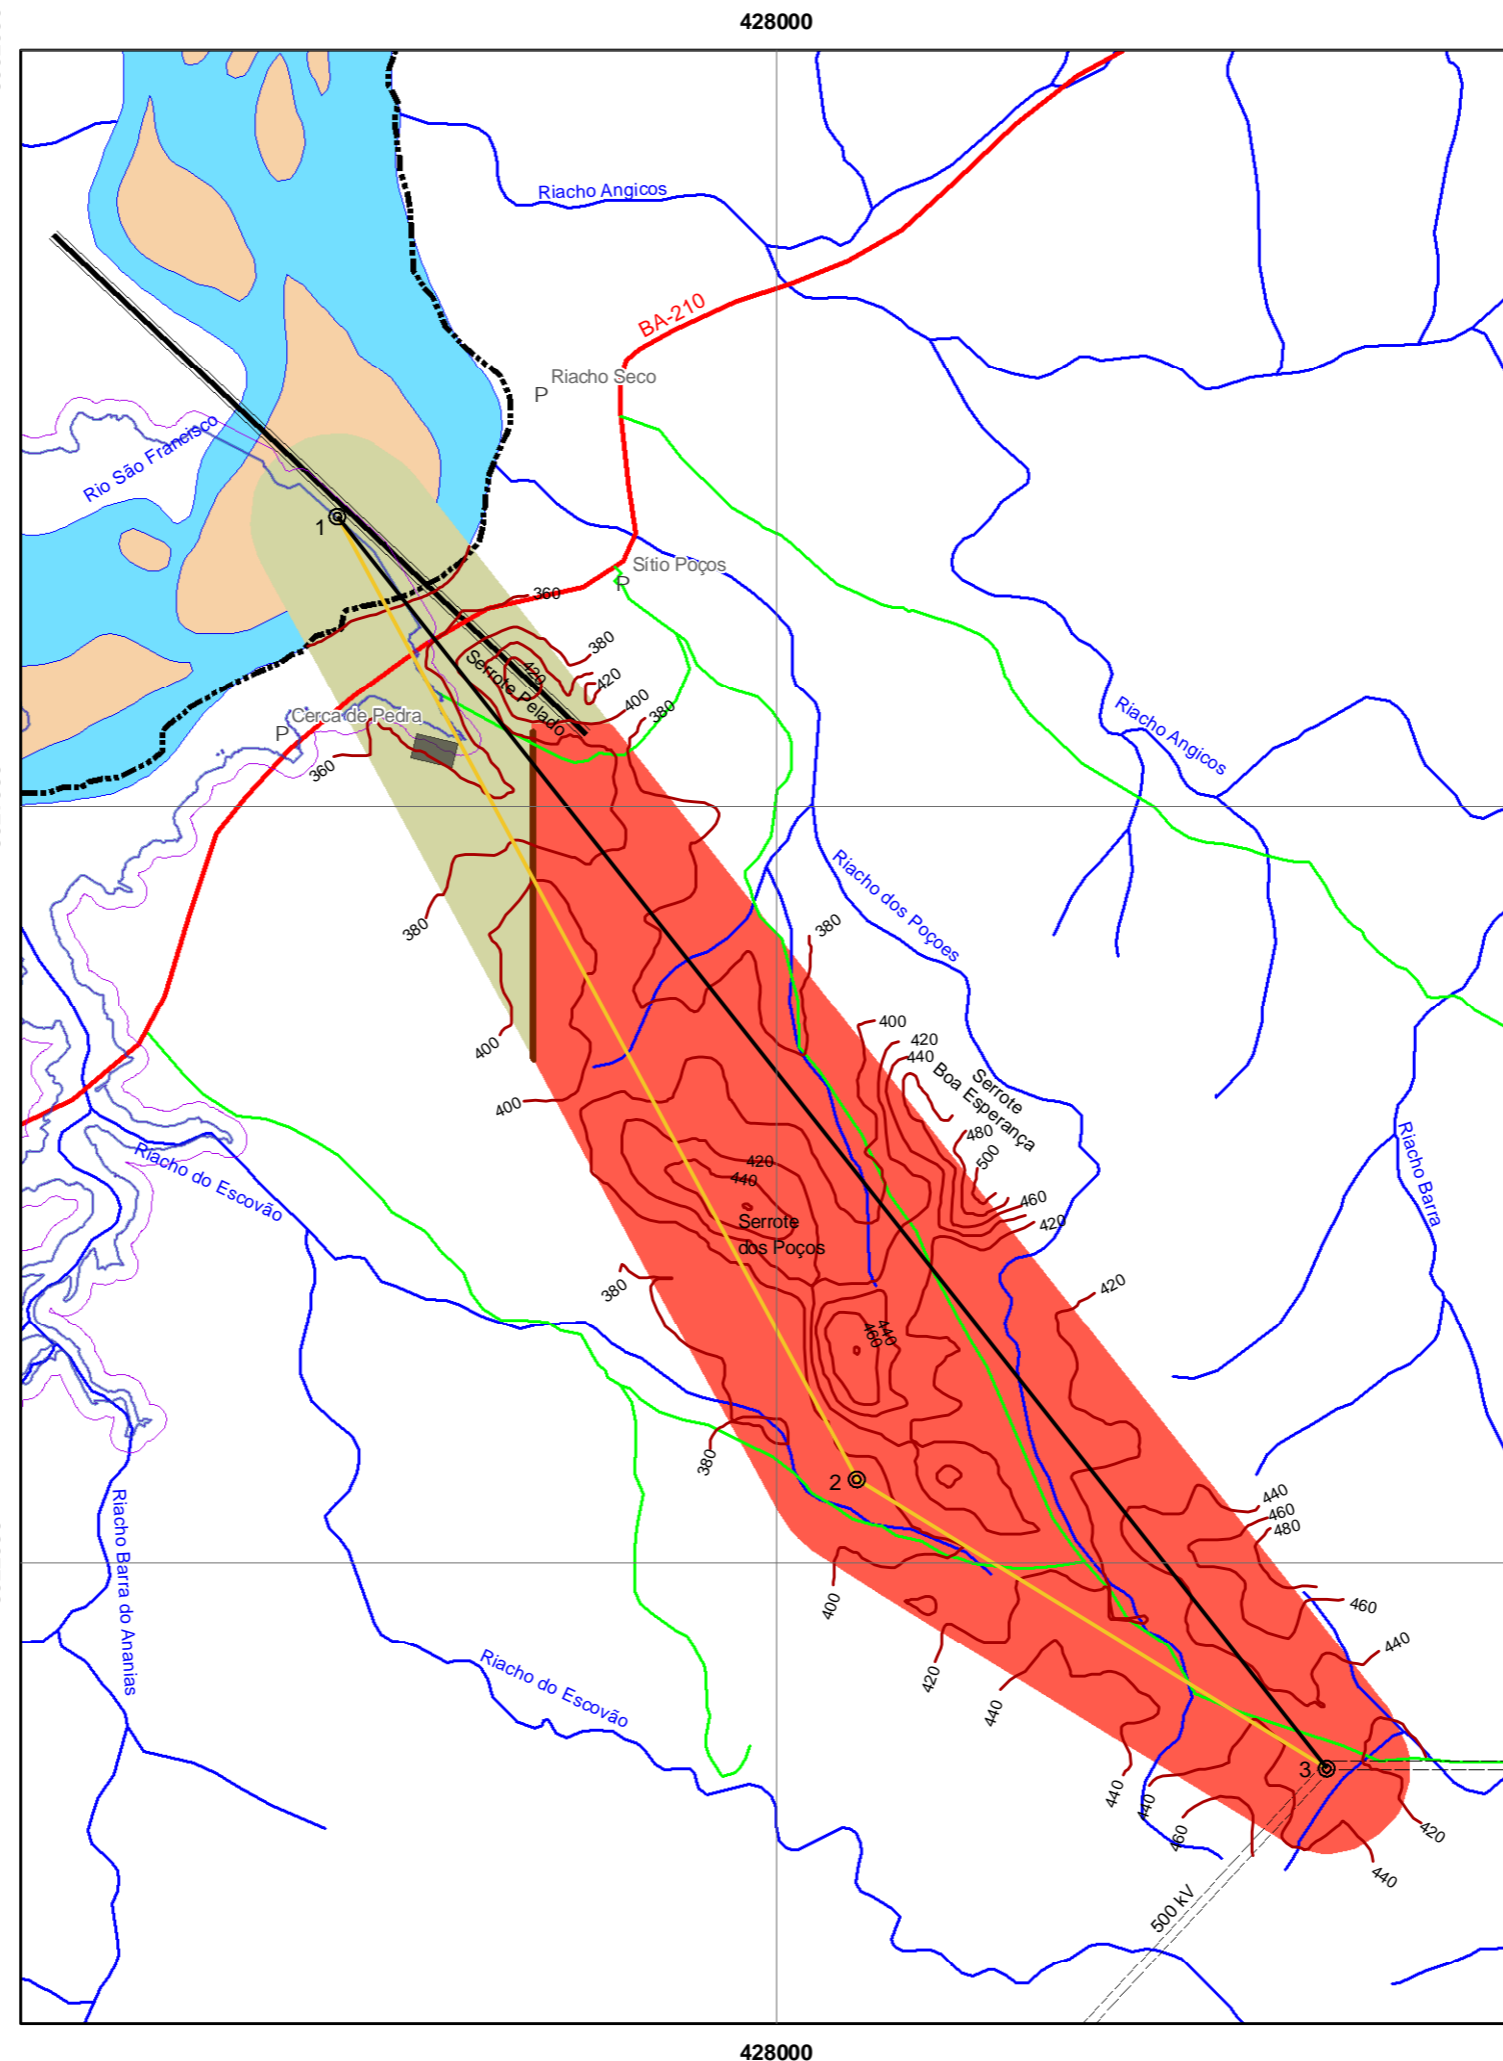 428000
Riacho Angicos
BA-210
Riacho Seco
P
Rio São Francisco
1
Sítio Poços
P
360
380
420
420
Serrote Pelado
400
380
Cerca de Pedra
P
360
Riacho Angicos
380
Riacho dos Poçoes
380
400
400
420
440
Serrote
Boa Esperança
400
480
500
Riacho Barra
Riacho do Escovão
420
440
460
420
Serrote
dos Poços
380
420
460
440
380
2
440
460
480
Riacho Barra do Ananias
400
460
440
420
440
Riacho do Escovão
3
440
440
460
420
440
500 kV
428000